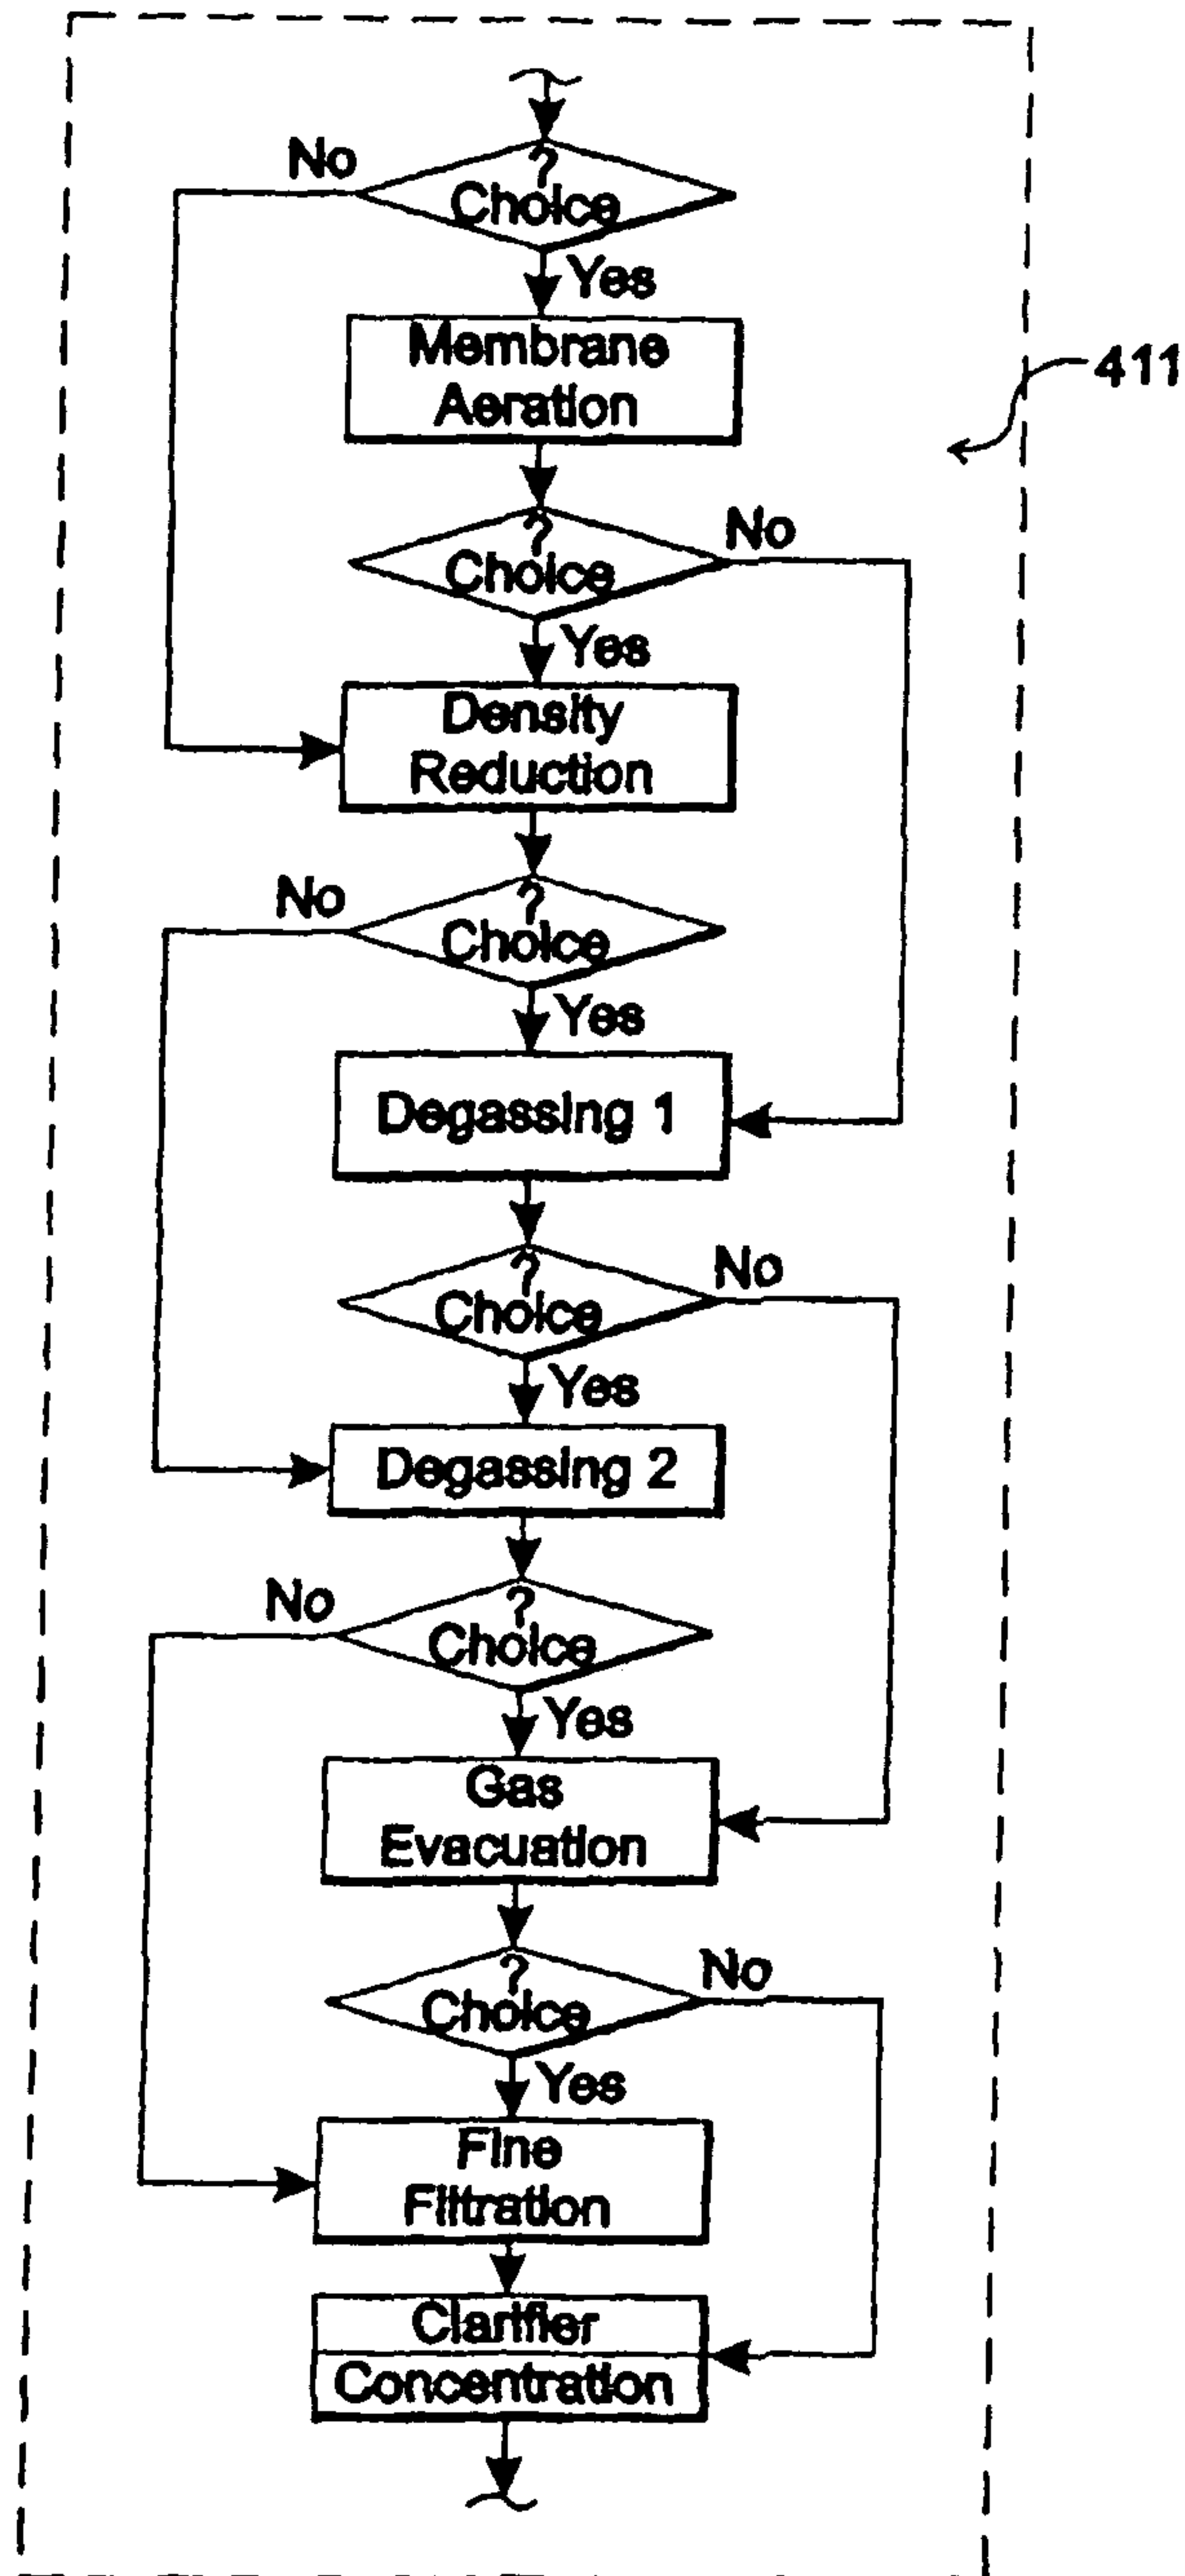 No
?
Choice
Yes
Membrane
Aeration
411
?
Choice
No
Yes
Density
Reduction
No
?
Choice
Yes
Degassing 1
?
Choice
No
Yes
Degassing 2
No
?
Choice
Yes
Gas
Evacuation
?
Choice
No
Yes
Fine
Filtration
Clarifier
Concentration